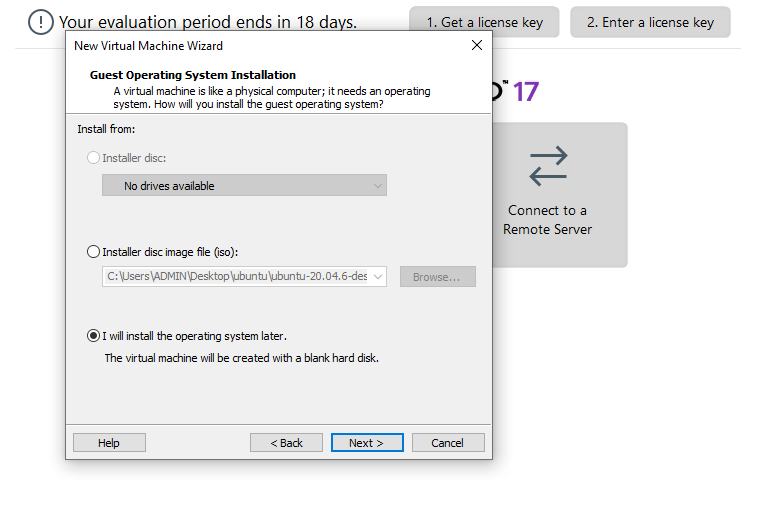 Your evaluation period ends in 18 days.
1. Get a license key
2. Enter a license key
New Virtual Machine Wizard
Guest Operating System Installation
A virtual machine is like a physical computer; it needs an operating
system. How will you install the guest operating system?
Install from:
Installer disc:
No drives available
Installer disc image file (iso):
C:\Users\ADMIN\Desktop\ubuntu\ubuntu-20.04.6-des
Browse...
I will install the operating system later.
The virtual machine will be created with a blank hard disk.
Help
< Back
Next >
Cancel
™ 17
Connect to a
Remote Server